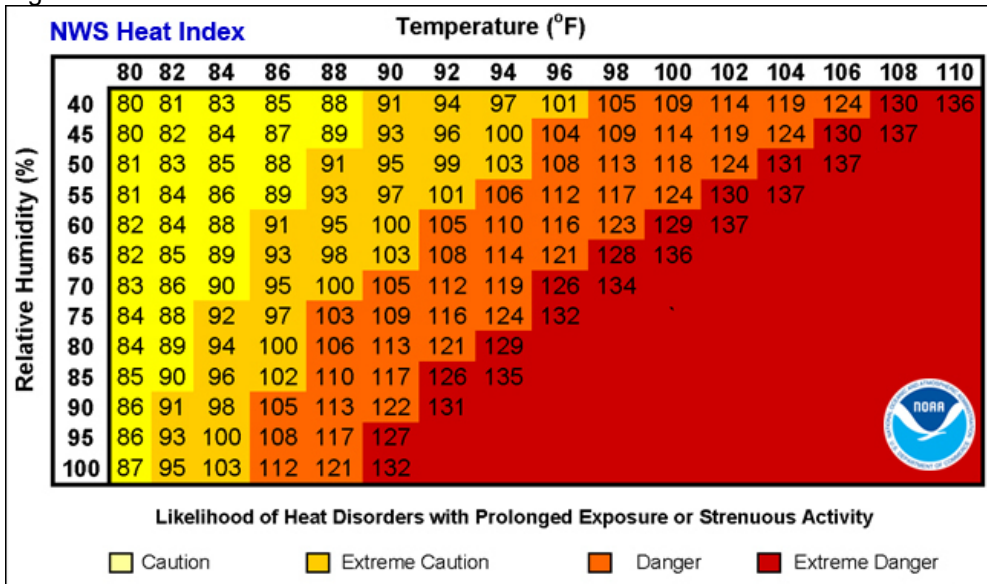 NWS Heat Index Temperature (°F)
80 82 84 86 88 90 92 94 96 98 100 102 104 106 108 110
Relative Humidity (%)
40 80 81 83 85 88 91 94 97 101 105 109 114 119 124 130 136
45 80 82 84 87 89 93 96 100 104 109 114 119 124 130 137
50 81 83 85 88 91 95 99 103 108 113 118 124 131 137
55 81 84 86 89 93 97 101 106 112 117 124 130 137
60 82 84 88 91 95 100 105 110 116 123 129 137
65 82 85 89 93 98 103 108 114 121 128 136
70 83 86 90 95 100 105 112 119 126 134
75 84 88 92 97 103 109 116 124 132
80 84 89 94 100 106 113 121 129
85 85 90 96 102 110 117 126 135
90 86 91 98 105 113 122 131
95 86 93 100 108 117 127
100 87 95 103 112 121 132
NOAA
Likelihood of Heat Disorders with Prolonged Exposure or Strenuous Activity
Caution Extreme Caution Danger Extreme Danger